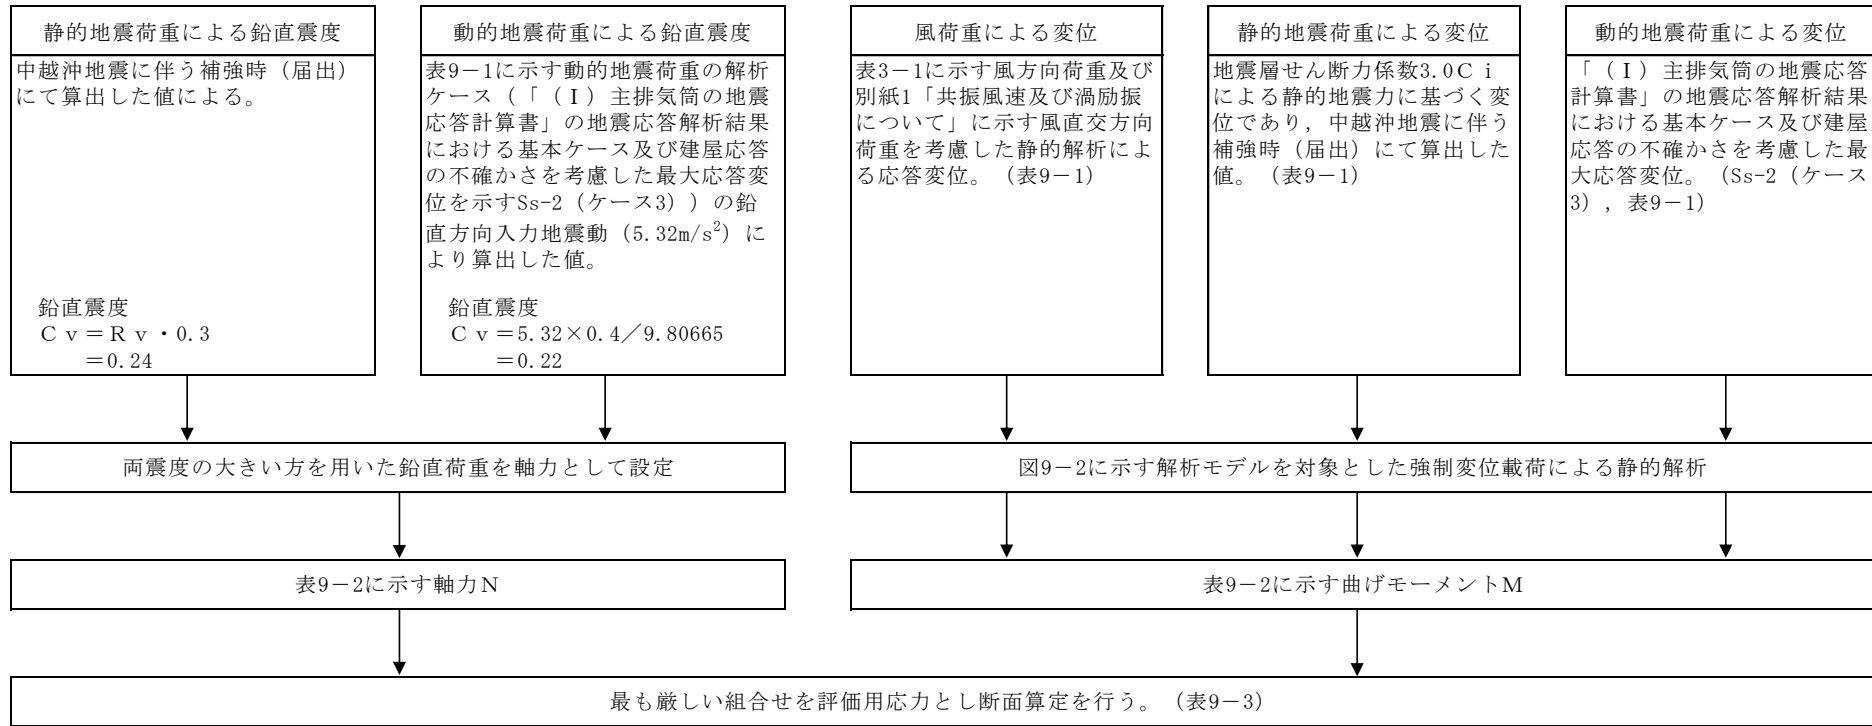 静的地震荷重による鉛直震度
中越沖地震に伴う補強時（届出）
にて算出した値による。
鉛直震度
Ｃｖ＝Ｒｖ・0.3
＝0.24
動的地震荷重による鉛直震度
表9－1に示す動的地震荷重の解析
ケース（「（Ⅰ）主排気筒の地震
応答計算書」の地震応答解析結果
における基本ケース及び建屋応答
の不確かさを考慮した最大応答変
位を示すSs-2（ケース3））の鉛
直方向入力地震動（5.32m/s²）に
より算出した値。
鉛直震度
Ｃｖ＝5.32×0.4／9.80665
＝0.22
風荷重による変位
表3－1に示す風方向荷重及び
別紙1「共振風速及び渦励振
について」に示す風直交方向
荷重を考慮した静的解析によ
る応答変位。（表9－1）
静的地震荷重による変位
地震層せん断力係数3.0Ｃｉ
による静的地震力に基づく変
位であり，中越沖地震に伴う
補強時（届出）にて算出した
値。（表9－1）
動的地震荷重による変位
「（Ⅰ）主排気筒の地震応答
計算書」の地震応答解析結果
における基本ケース及び建屋
応答の不確かさを考慮した最
大応答変位。（Ss-2（ケース
3），表9－1）
両震度の大きい方を用いた鉛直荷重を軸力として設定
図9－2に示す解析モデルを対象とした強制変位載荷による静的解析
表9－2に示す軸力Ｎ
表9－2に示す曲げモーメントＭ
最も厳しい組合せを評価用応力とし断面算定を行う。（表9－3）